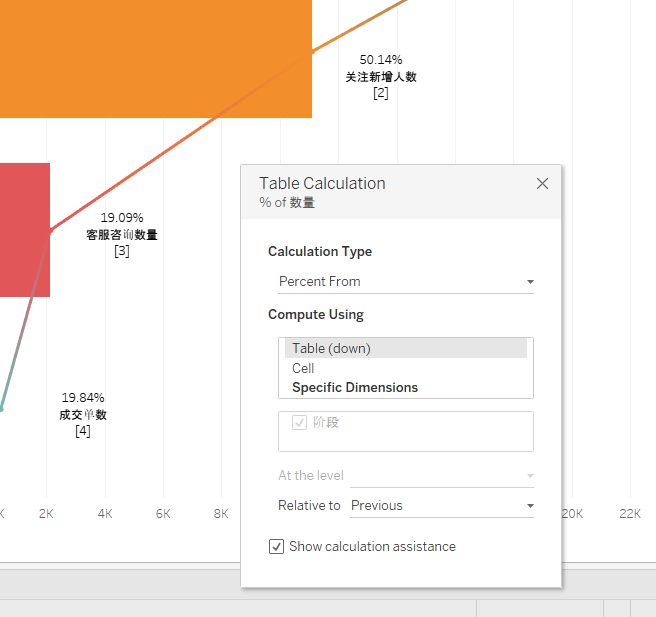 50.14%
关注新增人数
[2]
Table Calculation
% of 数量
19.09%
客服咨询数量
[3]
Calculation Type
Percent From
Compute Using
Table (down)
Cell
Specific Dimensions
19.84%
成交单数
[4]
阶段
At the level
Relative to Previous
K 2K 4K 6K 8K 20K 22K
Show calculation assistance